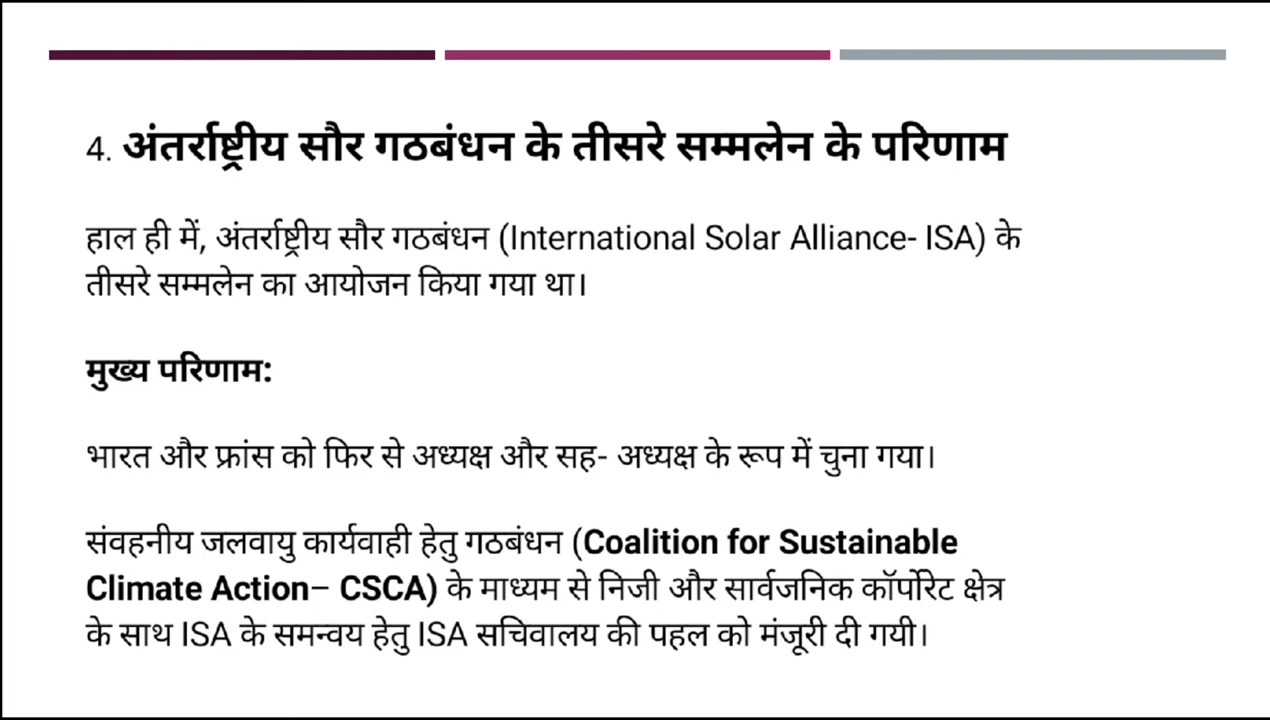 4. अंतर्राष्ट्रीय सौर गठबंधन के तीसरे सम्मलेन के परिणाम
हाल ही में, अंतर्राष्ट्रीय सौर गठबंधन (International Solar Alliance- ISA) के
तीसरे सम्मलेन का आयोजन किया गया था।
मुख्य परिणाम:
भारत और फ्रांस को फिर से अध्यक्ष और सह- अध्यक्ष के रूप में चुना गया।
संवहनीय जलवायु कार्यवाही हेतु गठबंधन (Coalition for Sustainable
Climate Action– CSCA) के माध्यम से निजी और सार्वजनिक कॉर्पोरेट क्षेत्र
के साथ ISA के समन्वय हेतु ISA सचिवालय की पहल को मंजूरी दी गयी।